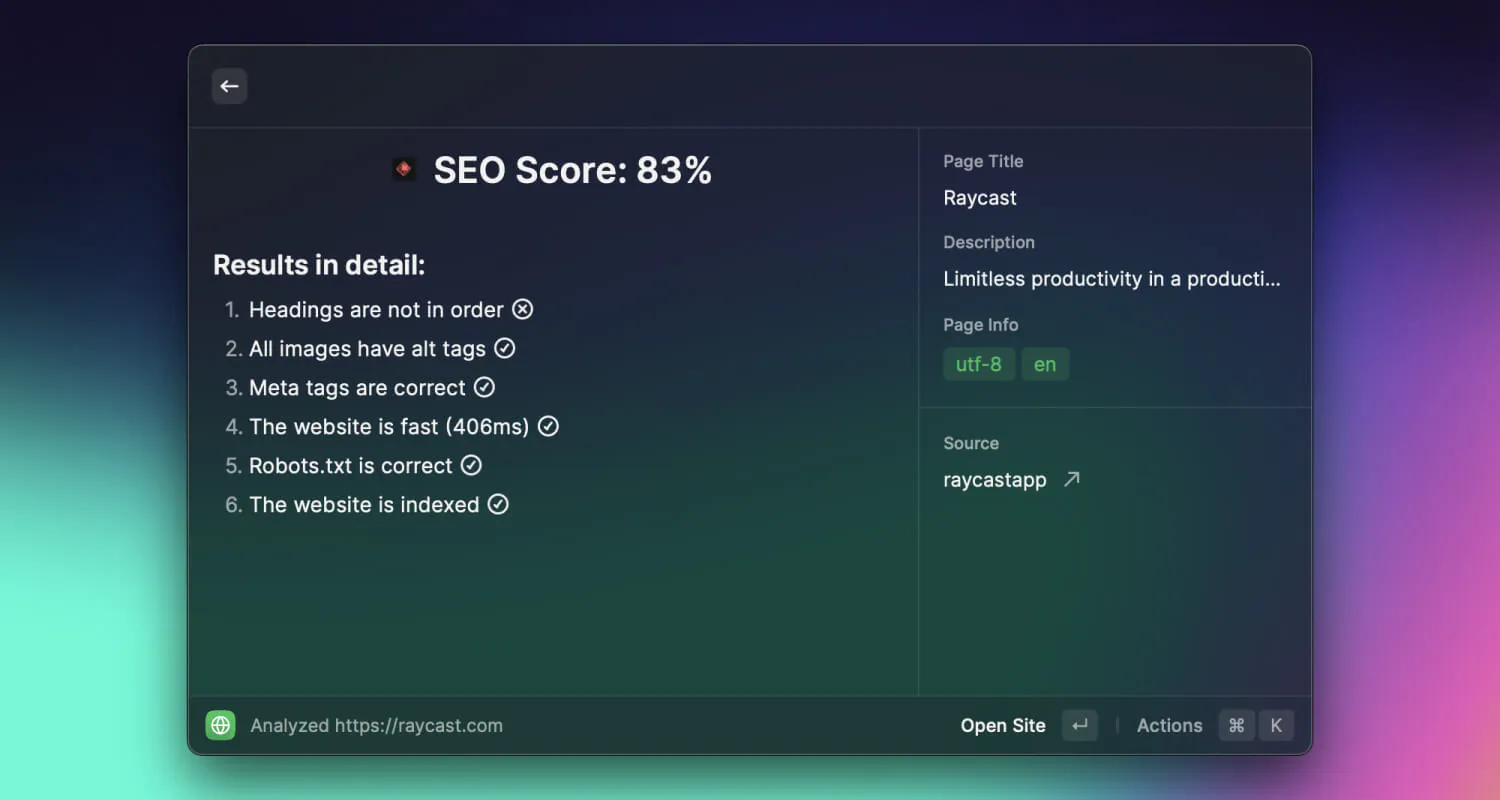 SEO Score: 83%
Results in detail:
1. Headings are not in order
2. All images have alt tags
3. Meta tags are correct
4. The website is fast (406ms)
5. Robots.txt is correct
6. The website is indexed
Page Title
Raycast
Description
Limitless productivity in a producti...
Page Info
utf-8 en
Source
raycastapp
Analyzed https://raycast.com
Open Site ↵ | Actions ⌘ K